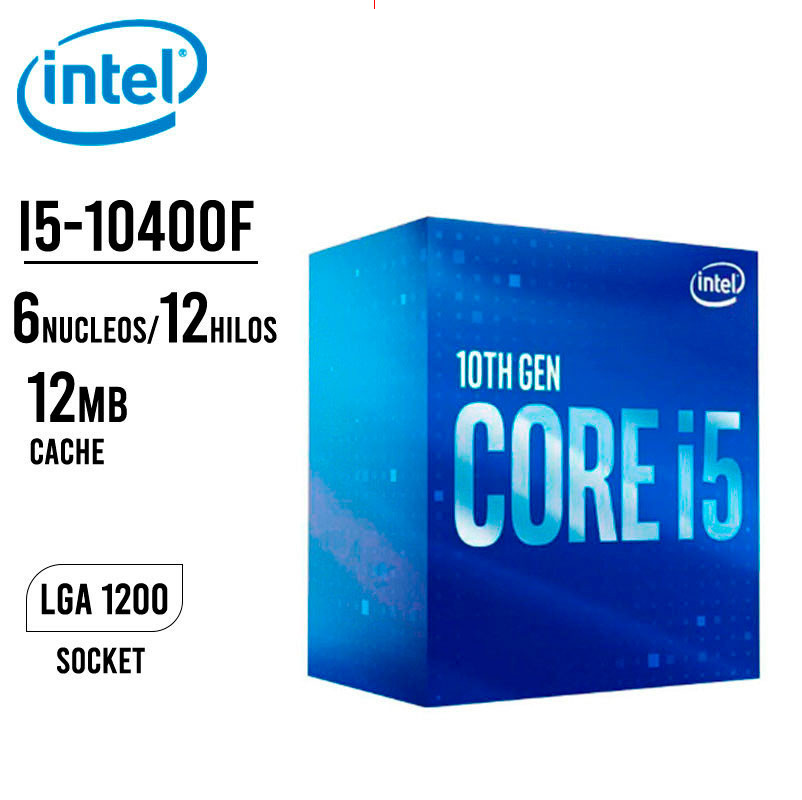 intel®
I5-10400F
6NUCLEOS/12HILOS
12MB
CACHE
LGA 1200
SOCKET
intel
10TH GEN
CORE i5